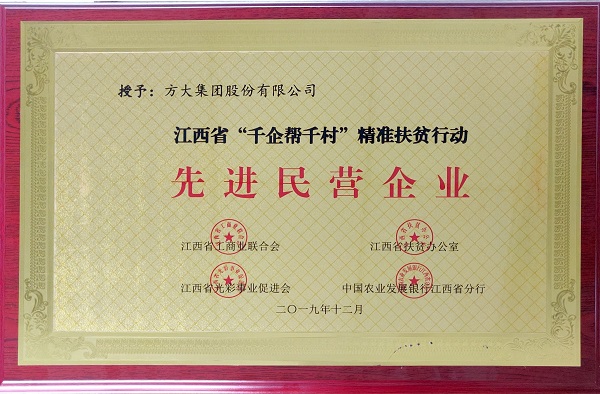 授予：方大集团股份有限公司
江西省“千企帮千村”精准扶贫行动
先进民营企业
江西省工商业联合会 江西省扶贫办公室
江西省光彩事业促进会 中国农业发展银行江西省分行
二〇一九年十二月